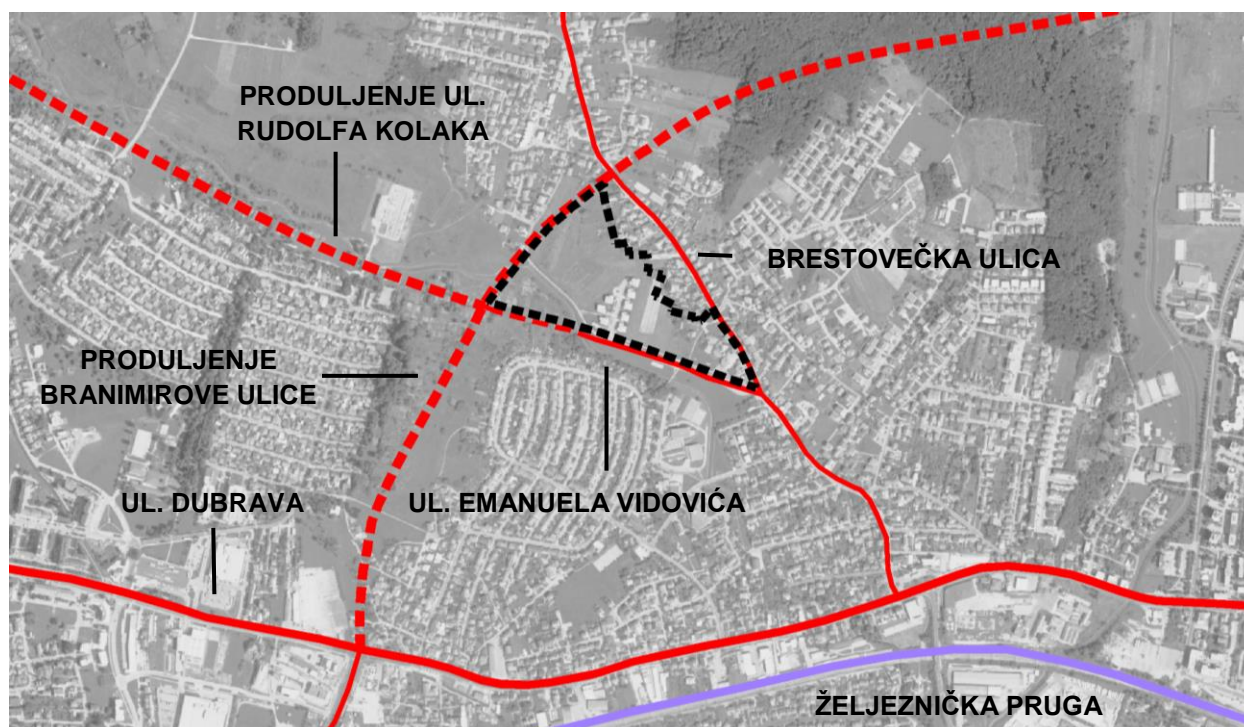 PRODULJENJE UL.
RUDOLFA KOLAKA
BRESTOVEČKA ULICA
PRODULJENJE
BRANIMIROVE ULICE
UL. DUBRAVA
UL. EMANUELA VIDOVIĆA
ŽELJEZNIČKA PRUGA